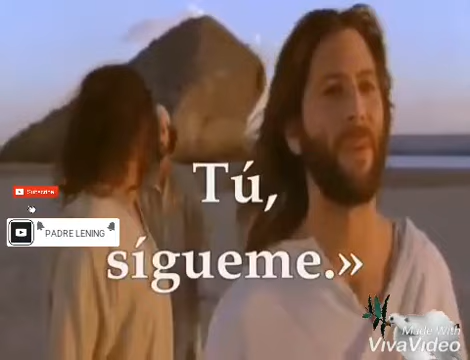 Tú,
Subscribe
PADRE LENING
sígueme.»
Made With
VivaVideo